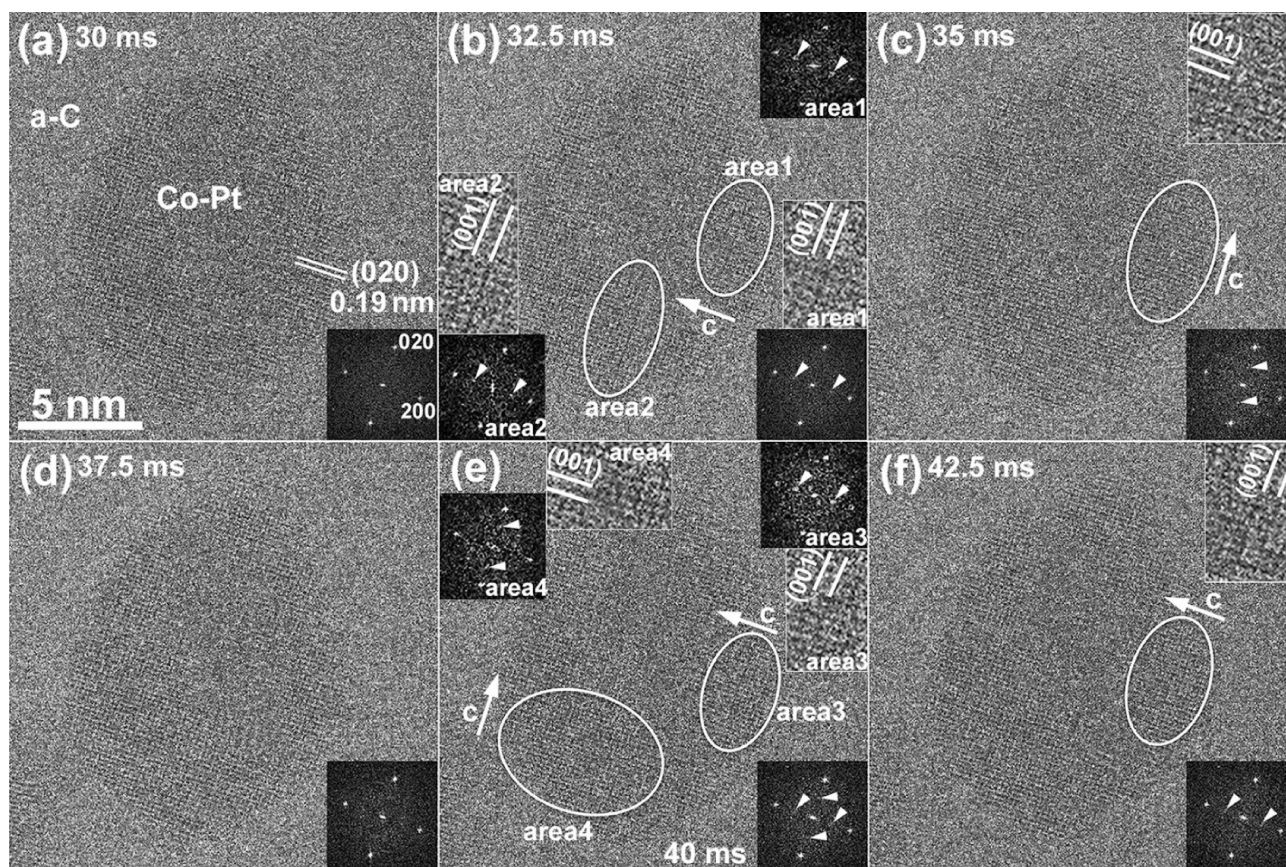 (a) 30 ms
a-C
Co-Pt
(020)
0.19 nm
020
200
5 nm
(b) 32.5 ms
area1
area1
area2
(001)
(001)
area1
c
area2
area2
(c) 35 ms
(001)
c
(d) 37.5 ms
(e)
(001)
area4
area4
area3
(001)
area3
c
c
area3
area4
40 ms
(f) 42.5 ms
(001)
c